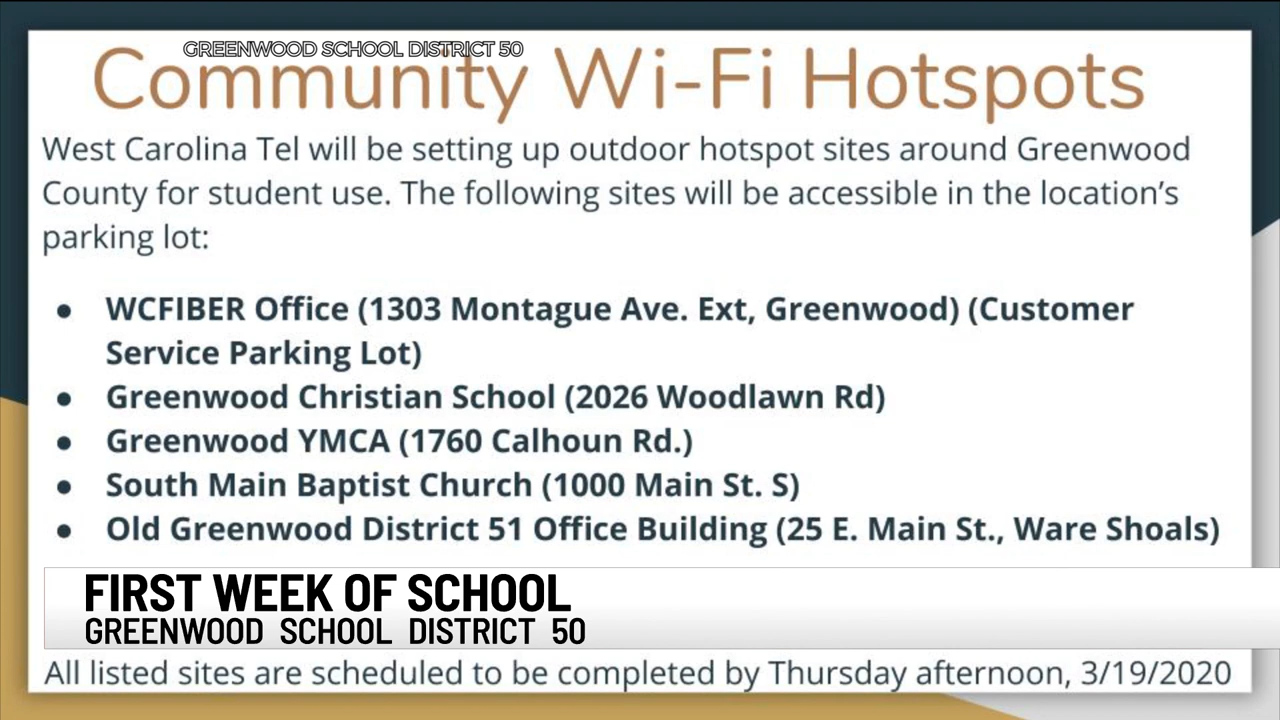 GREENWOOD SCHOOL DISTRICT 50
Community Wi-Fi Hotspots
West Carolina Tel will be setting up outdoor hotspot sites around Greenwood
County for student use. The following sites will be accessible in the location's
parking lot:
● WCFIBER Office (1303 Montague Ave. Ext, Greenwood) (Customer
Service Parking Lot)
● Greenwood Christian School (2026 Woodlawn Rd)
● Greenwood YMCA (1760 Calhoun Rd.)
● South Main Baptist Church (1000 Main St. S)
● Old Greenwood District 51 Office Building (25 E. Main St., Ware Shoals)
FIRST WEEK OF SCHOOL
GREENWOOD SCHOOL DISTRICT 50
All listed sites are scheduled to be completed by Thursday afternoon, 3/19/2020